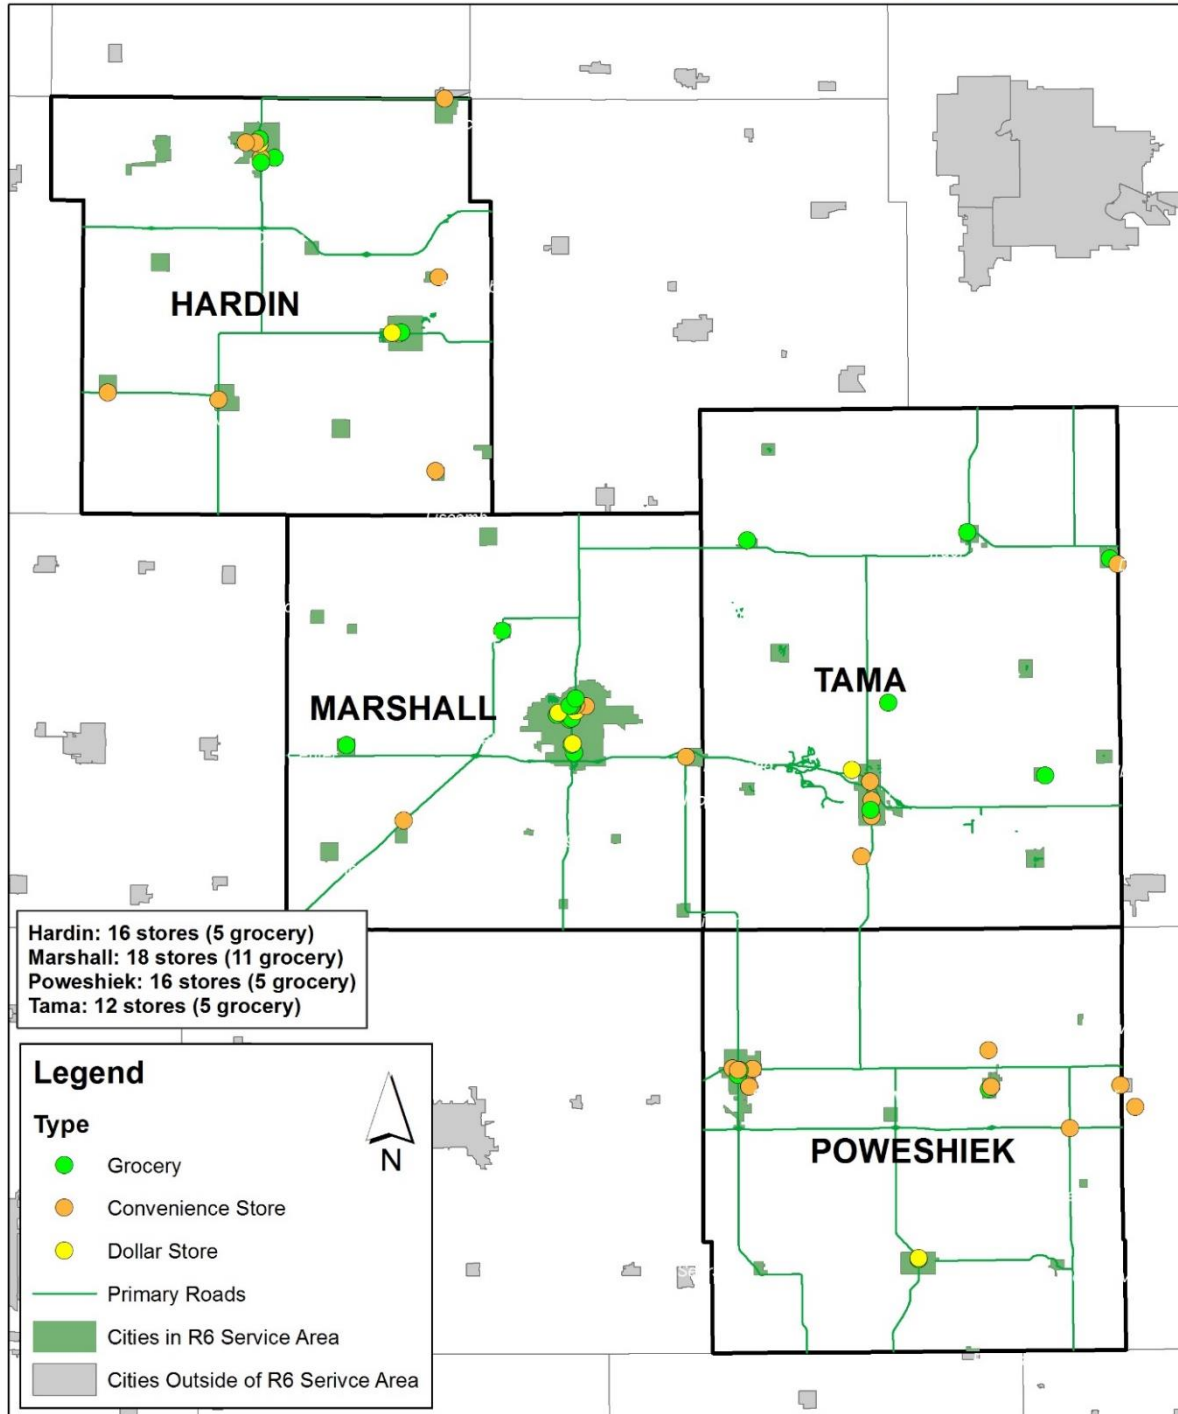 HARDIN
MARSHALL
TAMA
Hardin: 16 stores (5 grocery)
Marshall: 18 stores (11 grocery)
Poweshiek: 16 stores (5 grocery)
Tama: 12 stores (5 grocery)
POWESHIEK
Legend
Type
Grocery
Convenience Store
Dollar Store
Primary Roads
Cities in R6 Service Area
Cities Outside of R6 Serivce Area
N